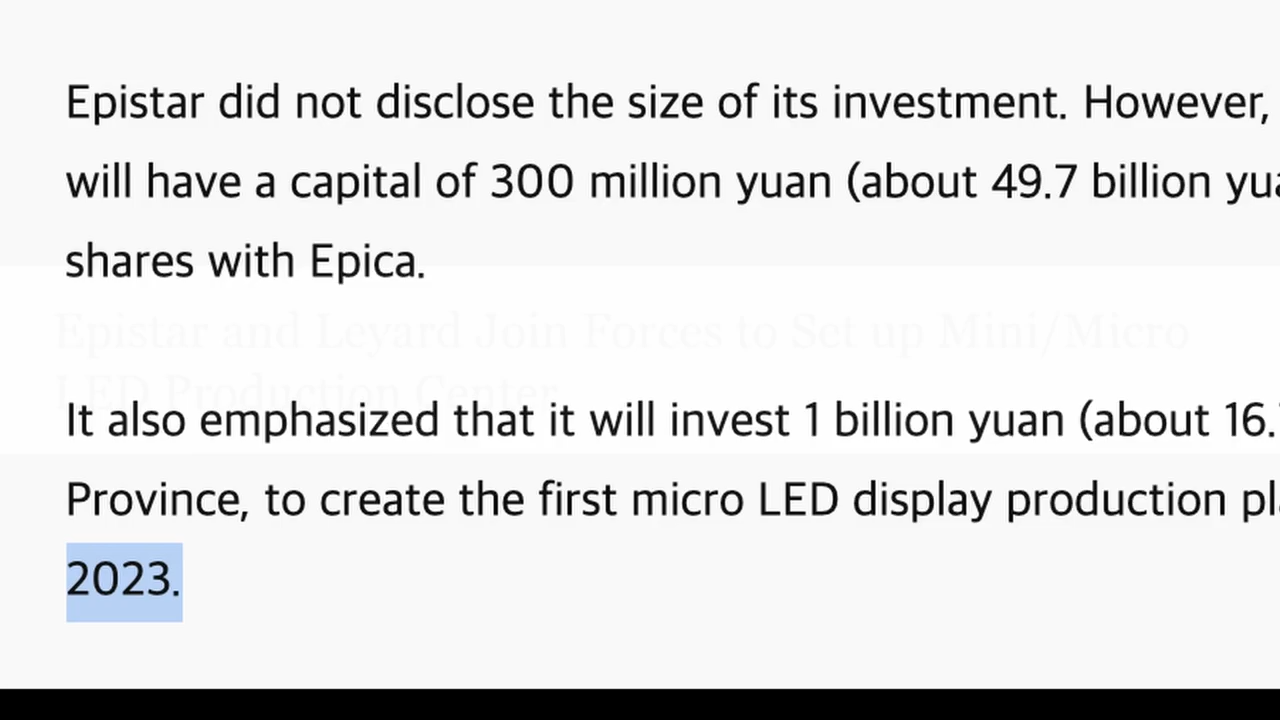 Epistar did not disclose the size of its investment. However,
will have a capital of 300 million yuan (about 49.7 billion
shares with Epica.
Epistar and Leyard Join Forces to Set up Mini/Micro
LED Production Center
It also emphasized that it will invest 1 billion yuan (about 16.
Province, to create the first micro LED display production
2023.